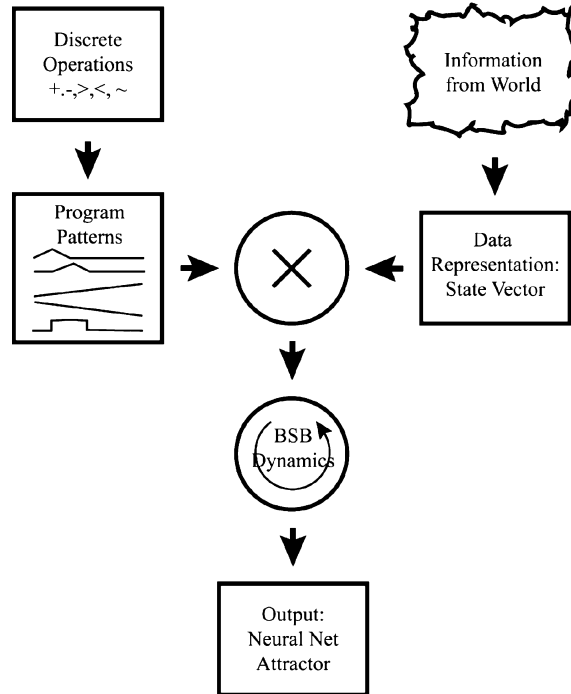 Discrete
Operations
+.-,>,<, ~
Information
from World
Program
Patterns
Data
Representation:
State Vector
BSB
Dynamics
Output:
Neural Net
Attractor